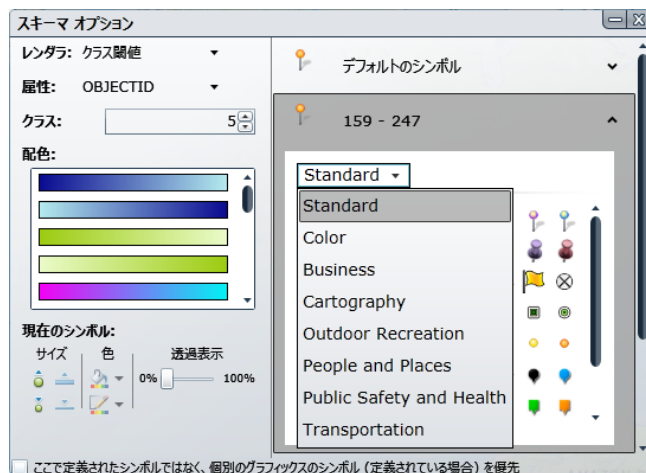 スキーマ オプション
レンダラ: クラス閾値
属性: OBJECTID
クラス: 5
配色:
現在のシンボル:
サイズ 色 透過表示
0% 100%
デフォルトのシンボル
159 - 247
Standard
Standard
Color
Business
Cartography
Outdoor Recreation
People and Places
Public Safety and Health
Transportation
ここで定義されたシンボルではなく、個別のグラフィックスのシンボル (定義されている場合) を優先